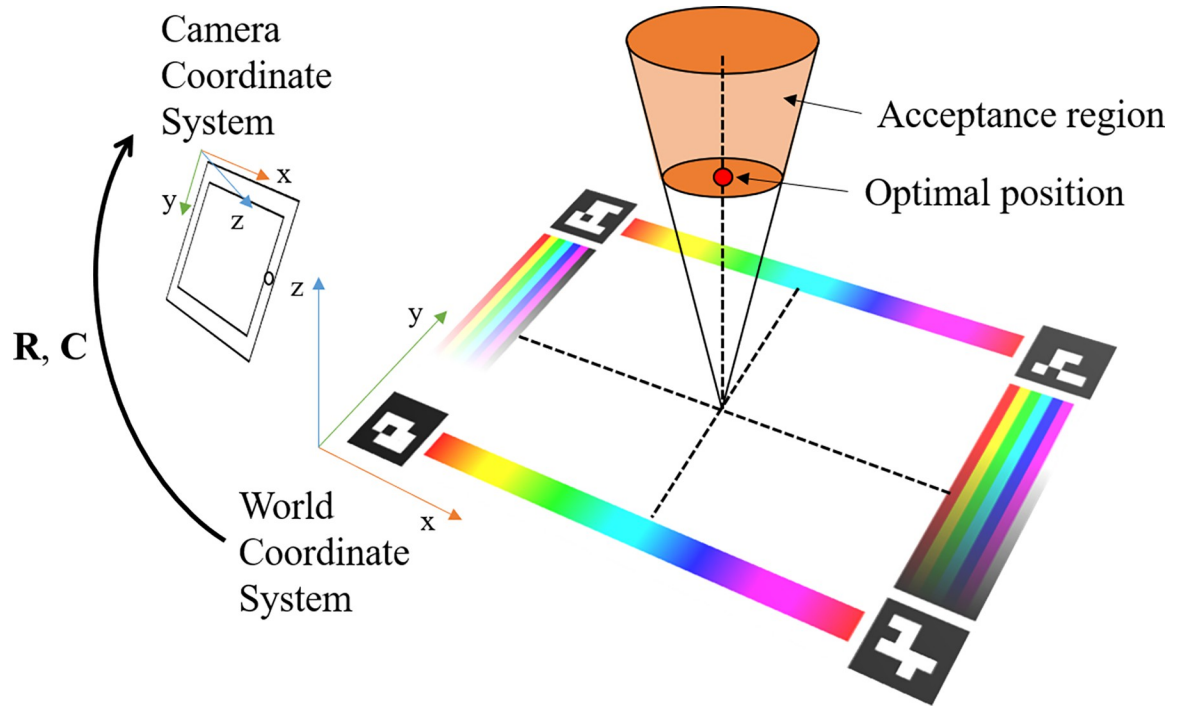 Camera
Coordinate
System
x
y
z
Acceptance region
Optimal position
z
y
R, C
x
World
Coordinate
System